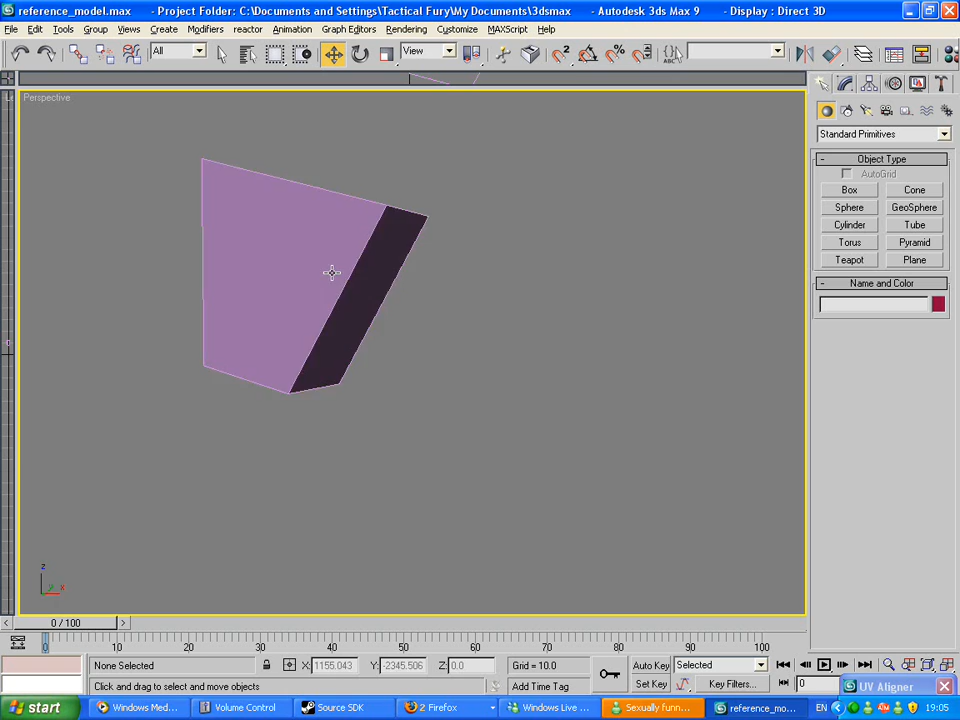 reference_model.max - Project Folder: C:\Documents and Settings\Tactical Fury\My Documents\3dsmax - Autodesk 3ds Max 9 - Display : Direct 3D
File Edit Tools Group Views Create Modifiers reactor Animation Graph Editors Rendering Customize MAXScript Help
All View
Perspective
Standard Primitives
- Object Type
AutoGrid
Box Cone
Sphere GeoSphere
Cylinder Tube
Torus Pyramid
Teapot Plane
- Name and Color
z
x
< 0 / 100 >
0 10 20 30 40 50 60 70 80 90 100
None Selected X: 1155.043 Y: -2345.506 Z: 0.0 Grid = 10.0 Auto Key Selected
Click and drag to select and move objects Add Time Tag Set Key Key Filters... 0
UV Aligner
start Windows Med... Volume Control Source SDK 2 Firefox Windows Live ... Sexually funn... reference_mo... EN 19:05